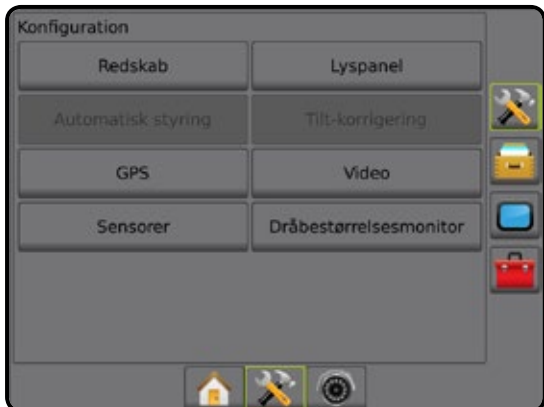 Konfiguration
Redskab Lyspanel
Automatisk styring Tilt-korrigering
GPS Video
Sensorer Dråbestørrelsesmonitor